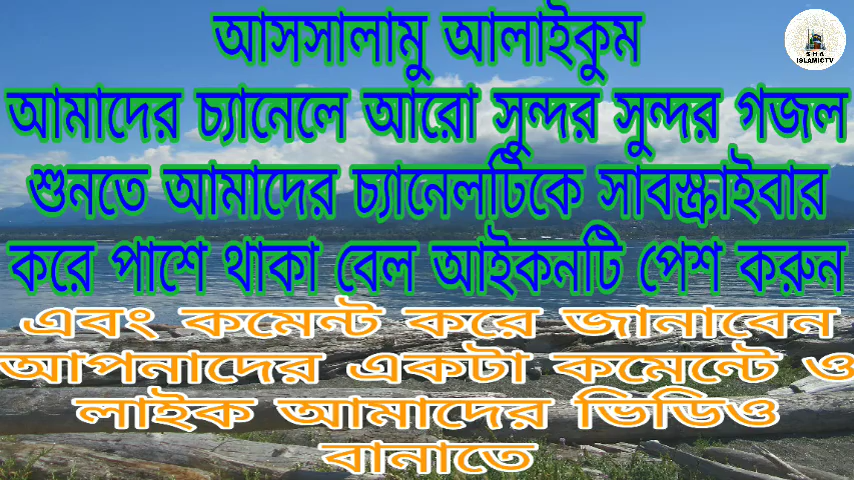 আসসালামু আলাইকুম
S H A
ISLAMICTV
আমাদের চ্যানেলে আরো সুন্দর সুন্দর গজল
শুনতে আমাদের চ্যানেলটিকে সাবস্ক্রাইবার
করে পাশে থাকা বেল আইকনটি পেশ করুন
এবং কমেন্ট করে জানাবেন
আপনাদের একটা কমেন্টে ও
লাইক আমাদের ভিডিও
বানাতে